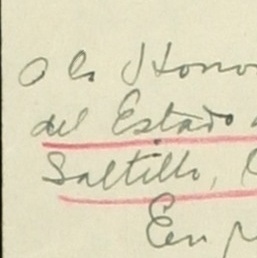 A la Honor
del Estado
Saltillo, C
En